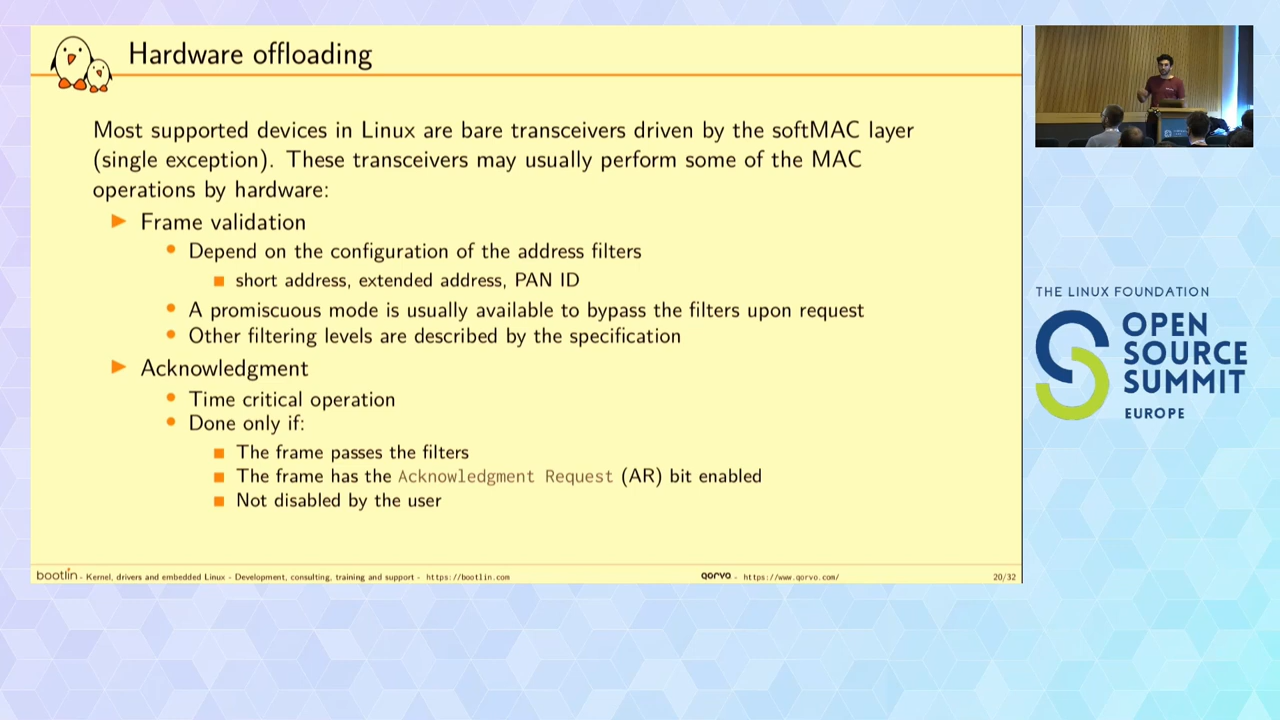 Hardware offloading
Most supported devices in Linux are bare transceivers driven by the softMAC layer
(single exception). These transceivers may usually perform some of the MAC
operations by hardware:
Frame validation
Depend on the configuration of the address filters
short address, extended address, PAN ID
A promiscuous mode is usually available to bypass the filters upon request
Other filtering levels are described by the specification
Acknowledgment
Time critical operation
Done only if:
The frame passes the filters
The frame has the Acknowledgment Request (AR) bit enabled
Not disabled by the user
bootlin - Kernel, drivers and embedded Linux - Development, consulting, training and support - https://bootlin.com
qorvo - https://www.qorvo.com/
20/32
THE LINUX FOUNDATION
OPEN
SOURCE
SUMMIT
EUROPE